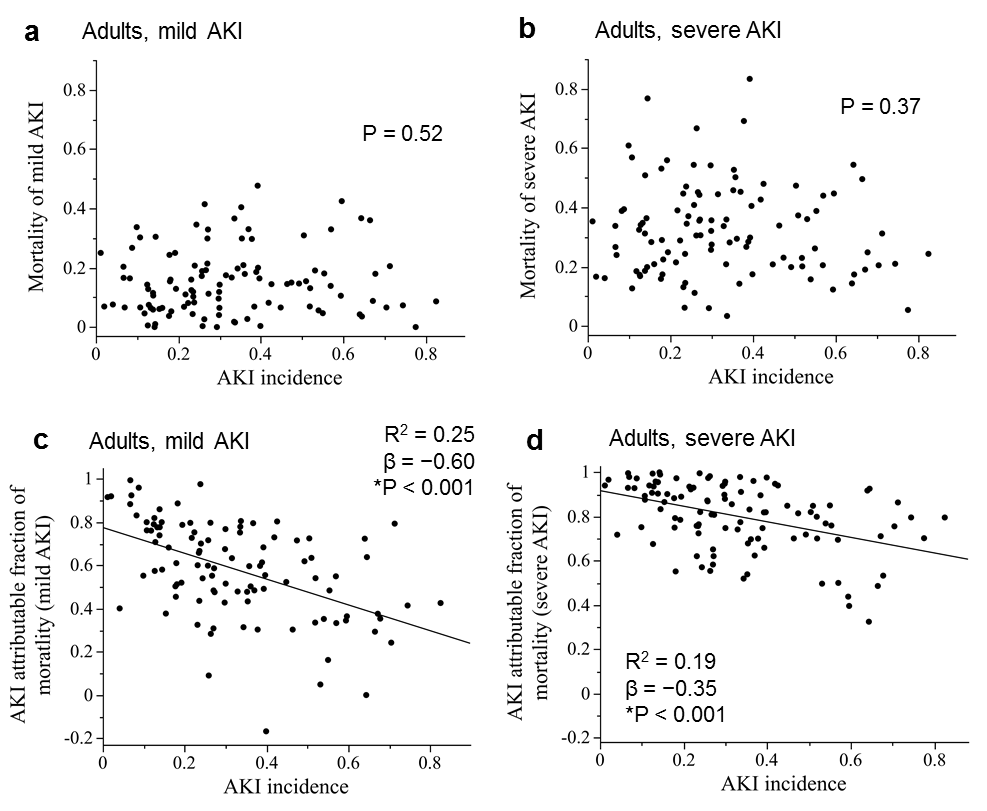 a Adults, mild AKI
Mortality of mild AKI
0.8
0.6
0.4
0.2
0
P = 0.52
0 0.2 0.4 0.6 0.8
AKI incidence
b Adults, severe AKI
Mortality of severe AKI
0.8
0.6
0.4
0.2
0
P = 0.37
0 0.2 0.4 0.6 0.8
AKI incidence
c Adults, mild AKI
R² = 0.25
β = −0.60
*P < 0.001
AKI attributable fraction of
moratlity (mild AKI)
1
0.8
0.6
0.4
0.2
0
-0.2
0 0.2 0.4 0.6 0.8
AKI incidence
d Adults, severe AKI
AKI attributable fraction of
mortality (severe AKI)
1
0.8
0.6
0.4
0.2
0
-0.2
R² = 0.19
β = −0.35
*P < 0.001
0 0.2 0.4 0.6 0.8
AKI incidence